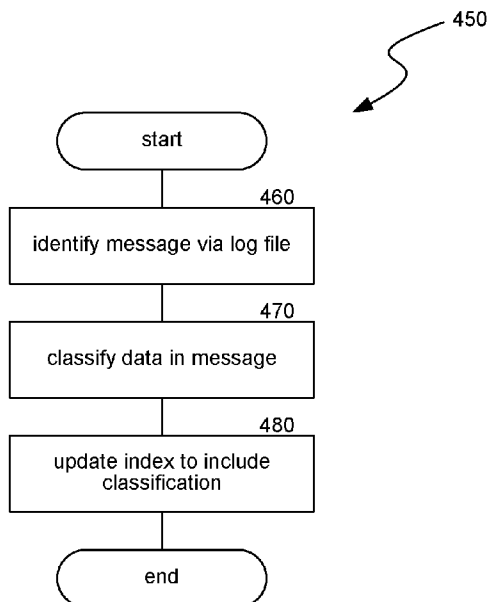 450
start
460
identify message via log file
470
classify data in message
480
update index to include
classification
end